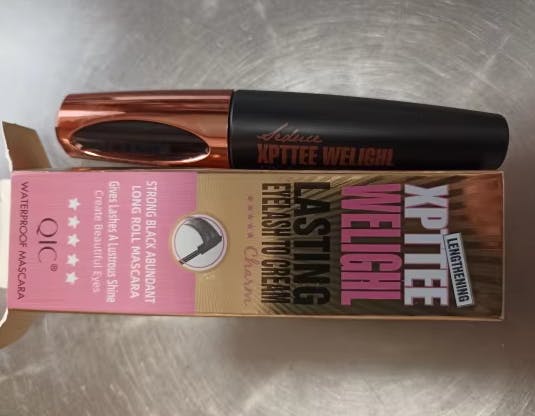 Seduce
XPTTEE WELIGHL
XPTTEE
LENGTHENING
WELIGHL
LASTING
EYELASH IT CREAM
Charm
STRONG BLACK ABUNDANT
LONG ROLL MASCARA
Gives Lashes A Lustrous Shine
Create Beautiful Eyes
QIC®
WATERPROOF MASCARA